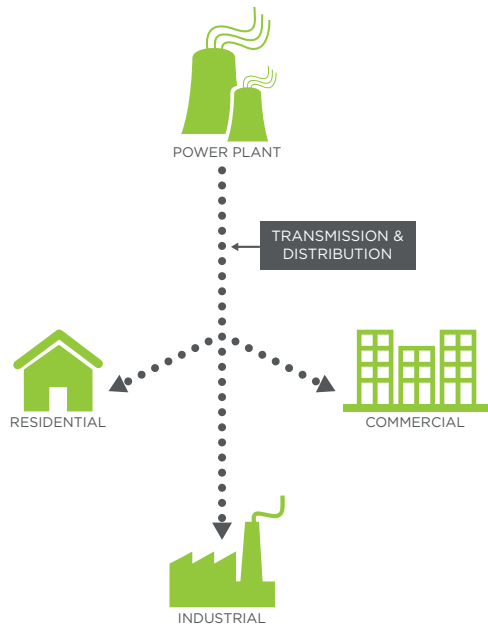 POWER PLANT
TRANSMISSION &
DISTRIBUTION
RESIDENTIAL
COMMERCIAL
INDUSTRIAL